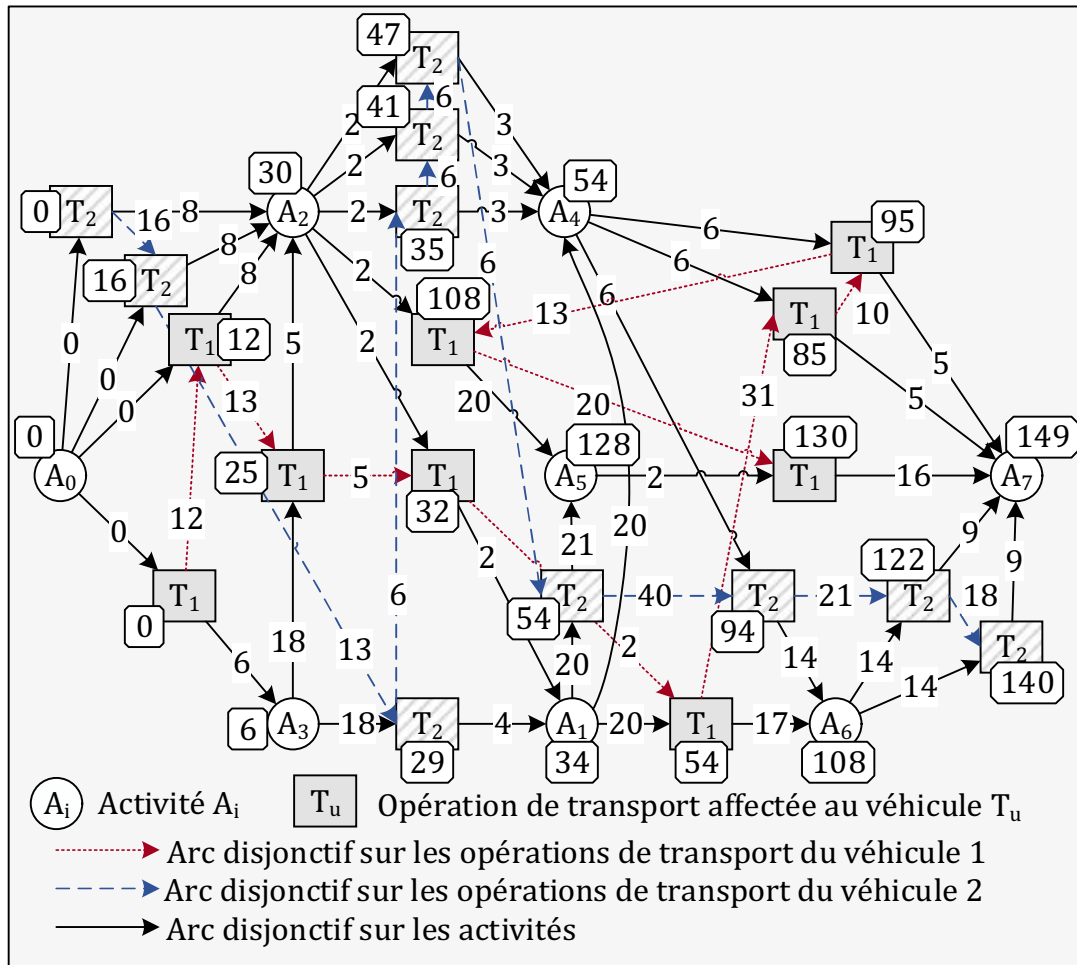 47
T₂
41
6
2
T₂
3
30
2
6
3
54
0
T₂
8
A₂
2
T₂
3
A₄
6
95
16
8
35
6
T₁
16
T₂
8
2
6
108
6
13
10
T₁
12
T₁
T₁
85
0
0
5
2
0
13
20
20
31
5
5
0
128
130
149
A₀
25
T₁
5
T₁
A₅
2
T₁
16
A₇
32
0
12
20
2
21
9
9
122
T₁
6
T₂
40
T₂
21
T₂
18
0
54
94
6
18
13
20
2
14
14
T₂
14
140
6
A₃
18
T₂
4
A₁
20
T₁
17
A₆
29
34
54
108
Aᵢ Activité Aᵢ Tᵤ Opération de transport affectée au véhicule Tᵤ
Arc disjonctif sur les opérations de transport du véhicule 1
Arc disjonctif sur les opérations de transport du véhicule 2
Arc disjonctif sur les activités